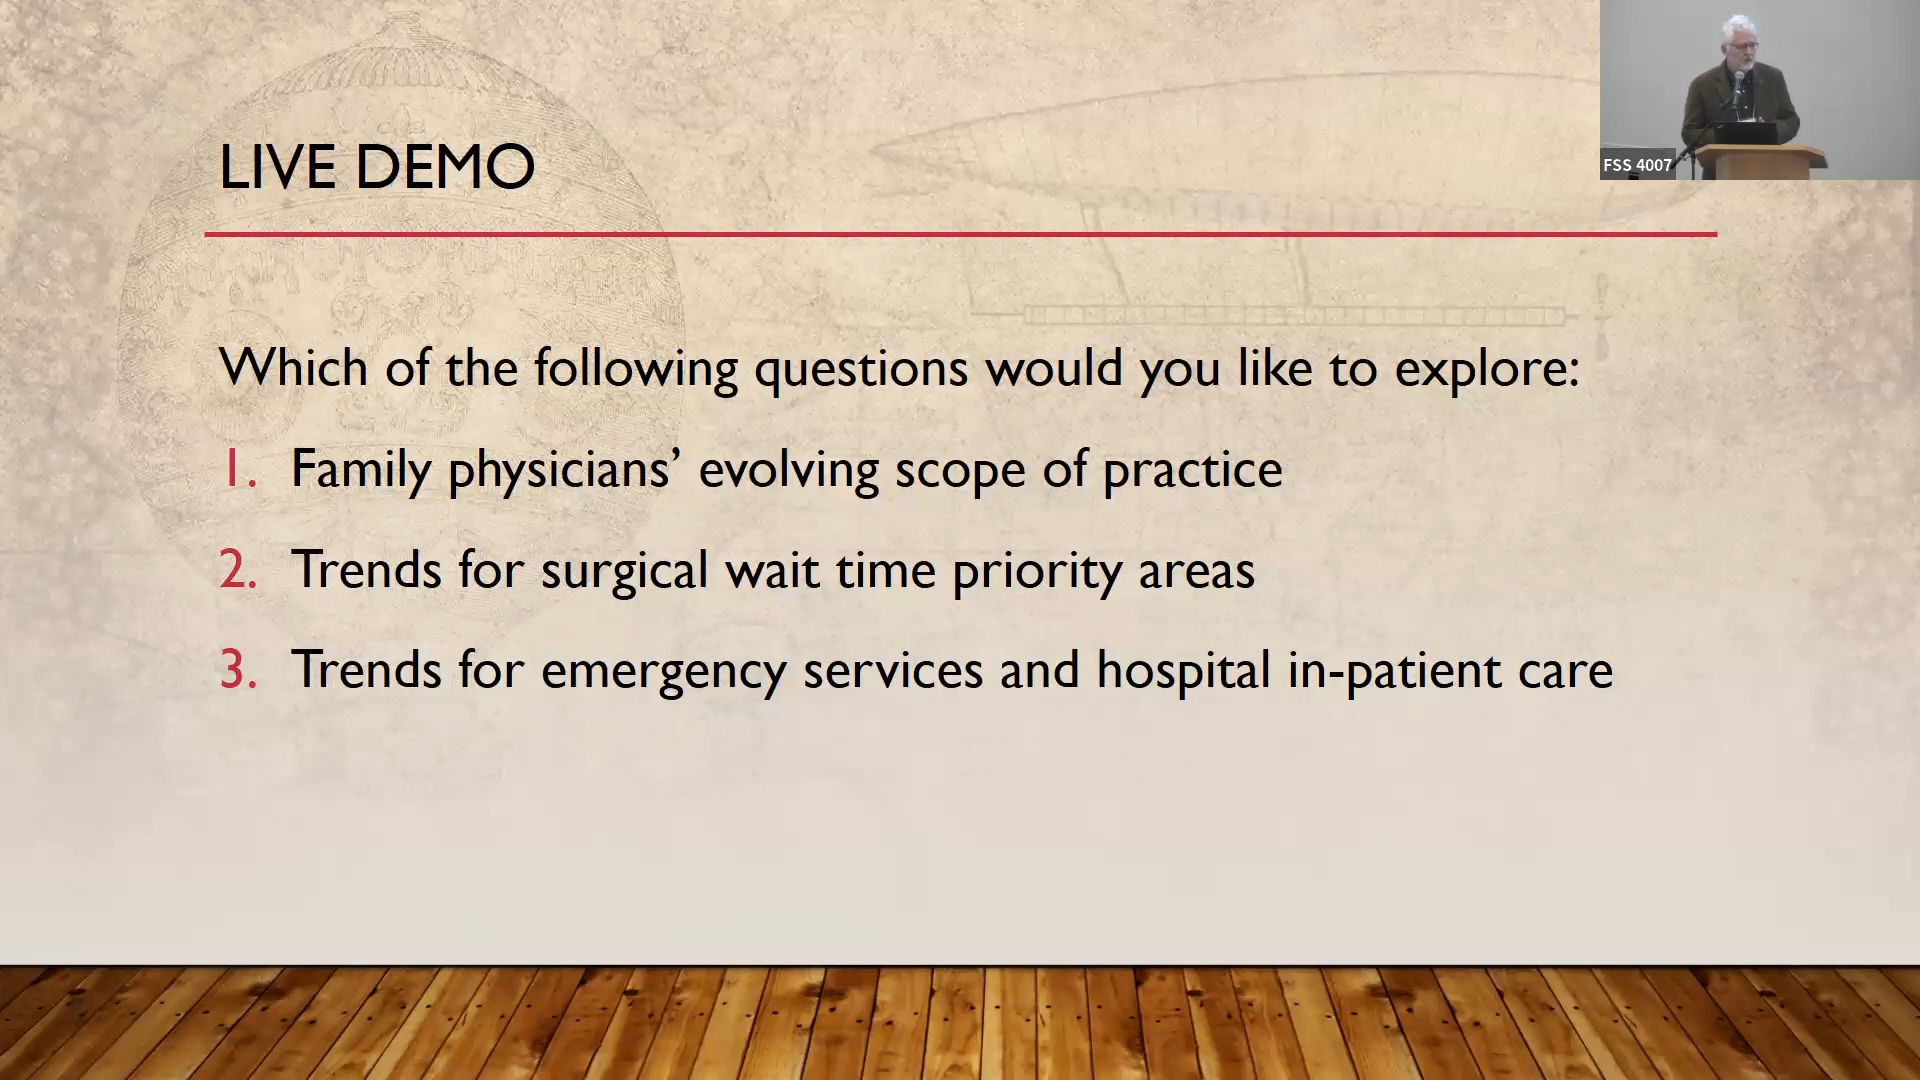 LIVE DEMO
FSS 4007
Which of the following questions would you like to explore:
1. Family physicians’ evolving scope of practice
2. Trends for surgical wait time priority areas
3. Trends for emergency services and hospital in-patient care